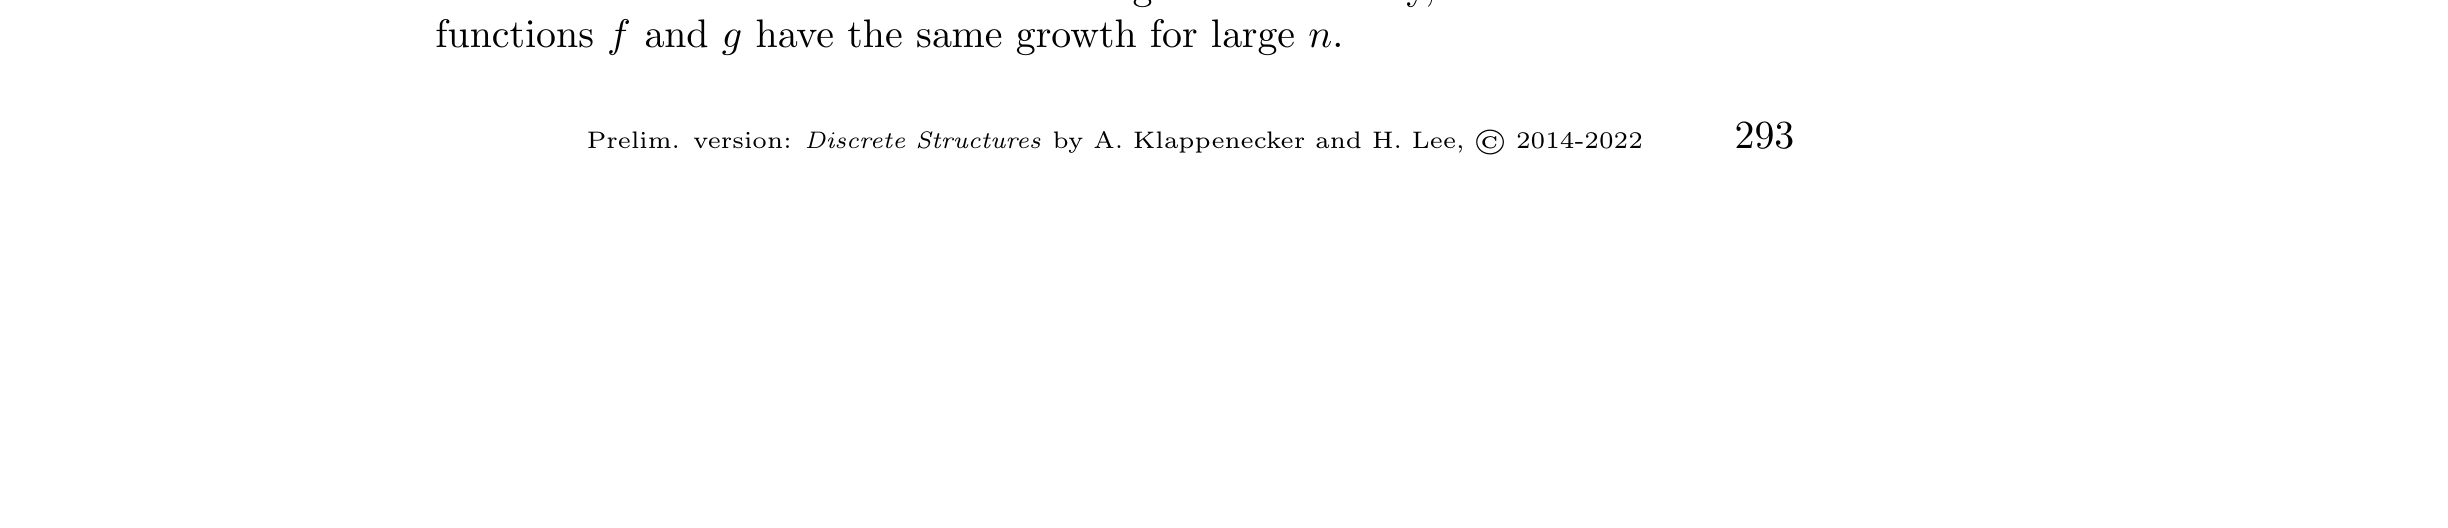 functions f and g have the same growth for large n.
Prelim. version: Discrete Structures by A. Klappenecker and H. Lee, © 2014-2022 293